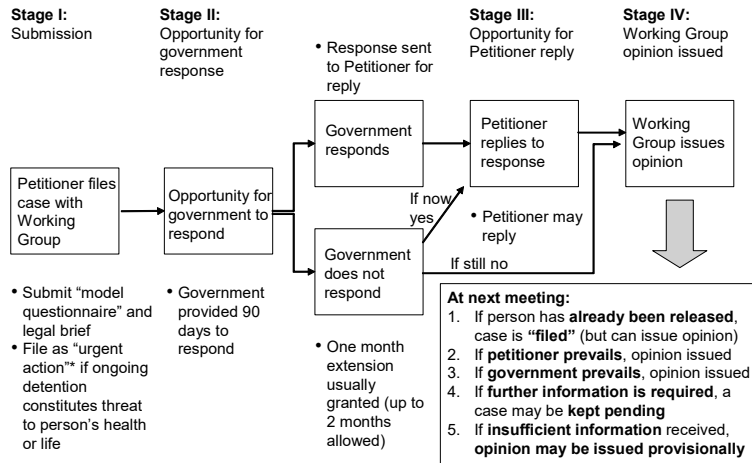 Stage I:
Submission
Stage II:
Opportunity for
government
response
• Response sent
to Petitioner for
reply
Stage III:
Opportunity for
Petitioner reply
Stage IV:
Working Group
opinion issued
Petitioner files
case with
Working
Group
Opportunity for
government to
respond
Government
responds
Government
does not
respond
If now
yes
If still no
Petitioner
replies to
response
• Petitioner may
reply
Working
Group issues
opinion
• Submit “model
questionnaire” and
legal brief
• File as “urgent
action”* if ongoing
detention
constitutes threat
to person’s health
or life
• Government
provided 90
days to
respond
• One month
extension
usually
granted (up to
2 months
allowed)
At next meeting:
1. If person has already been released,
case is “filed” (but can issue opinion)
2. If petitioner prevails, opinion issued
3. If government prevails, opinion issued
4. If further information is required, a
case may be kept pending
5. If insufficient information received,
opinion may be issued provisionally